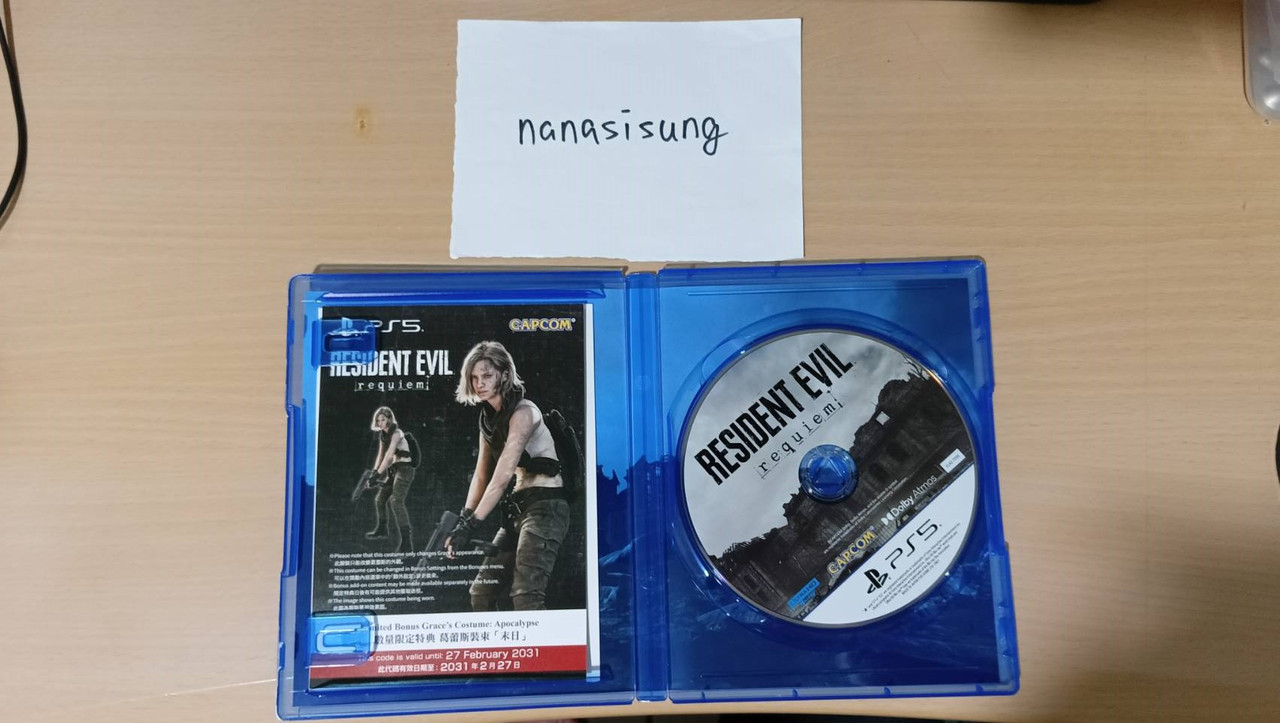 nanasisung
PS5
CAPCOM
RESIDENT EVIL
requiem
※Please note that this costume only changes Grace's appearance.
※This costume can be changed in Bonus Settings from the Bonuses menu.
※Bonus add-on content may be made available separately in the future.
※The image shows this costume being worn.
Bonus Grace's Costume: Apocalypse
數量限定特典 葛蕾斯裝束「末日」
code is valid until: 27 February 2031
此代碼有效日期至：2031年2月27日
RESIDENT EVIL
requiem
Dolby Atmos
CAPCOM
PS5